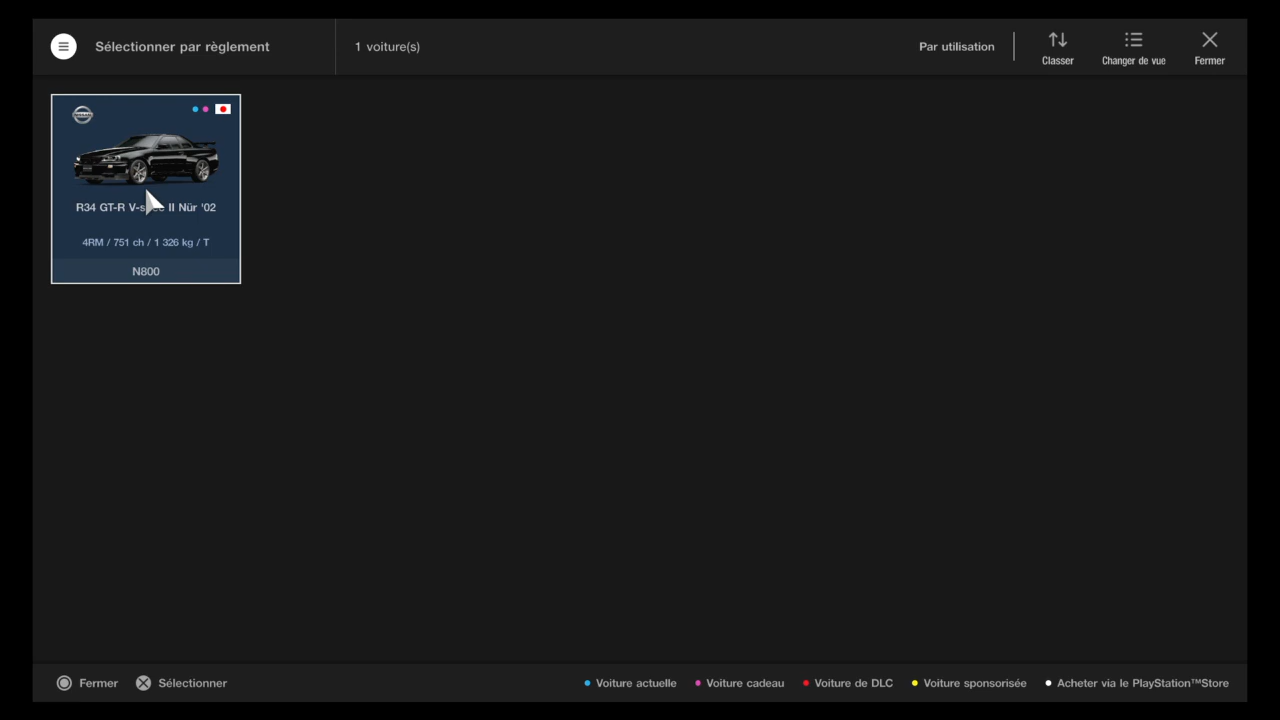 Sélectionner par règlement
1 voiture(s)
Par utilisation
Classer
Changer de vue
Fermer
R34 GT-R V-spec II Nür '02
4RM / 751 ch / 1 326 kg / T
N800
Fermer
Sélectionner
Voiture actuelle
Voiture cadeau
Voiture de DLC
Voiture sponsorisée
Acheter via le PlayStation™Store